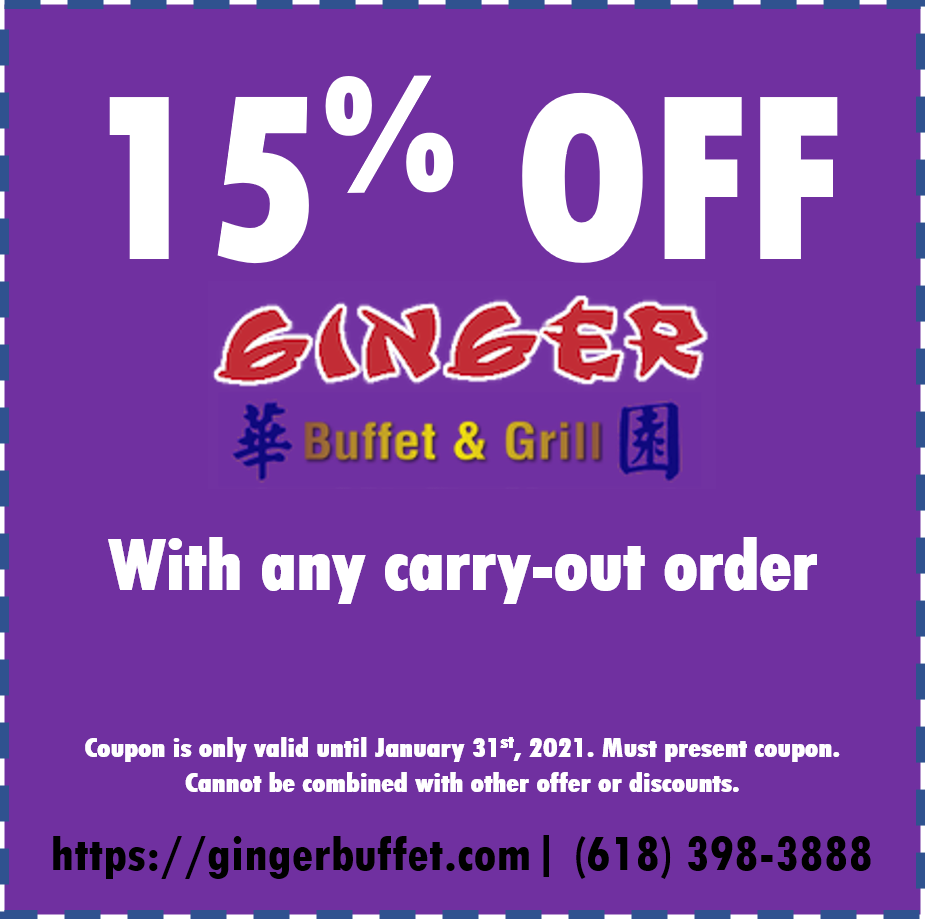 15% OFF
GINGER
華 Buffet & Grill 園
With any carry-out order
Coupon is only valid until January 31st, 2021. Must present coupon.
Cannot be combined with other offer or discounts.
https://gingerbuffet.com| (618) 398-3888